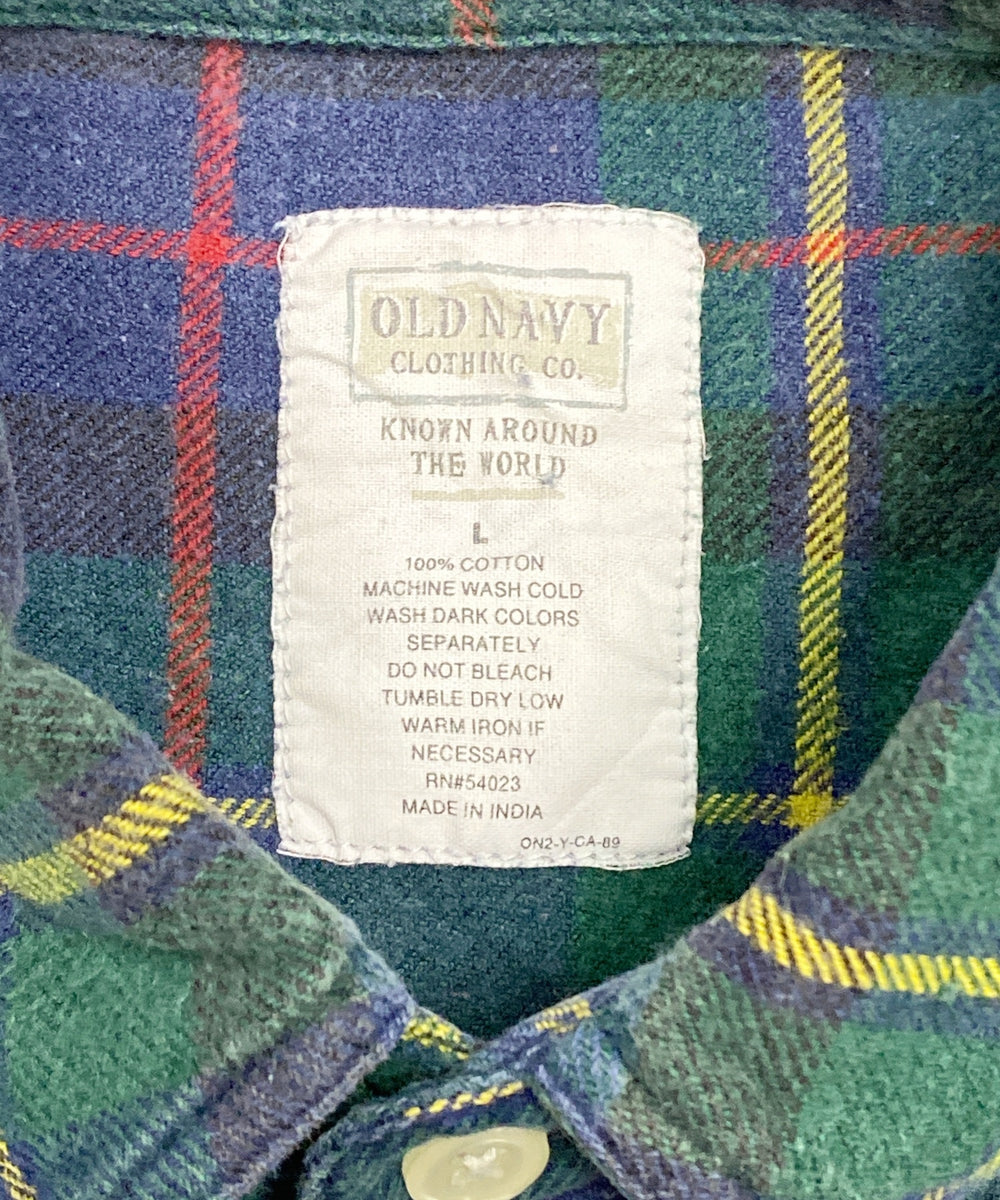 OLD NAVY
CLOTHING CO.
KNOWN AROUND
THE WORLD
L
100% COTTON
MACHINE WASH COLD
WASH DARK COLORS
SEPARATELY
DO NOT BLEACH
TUMBLE DRY LOW
WARM IRON IF
NECESSARY
RN#54023
MADE IN INDIA
ON2-Y-CA-89